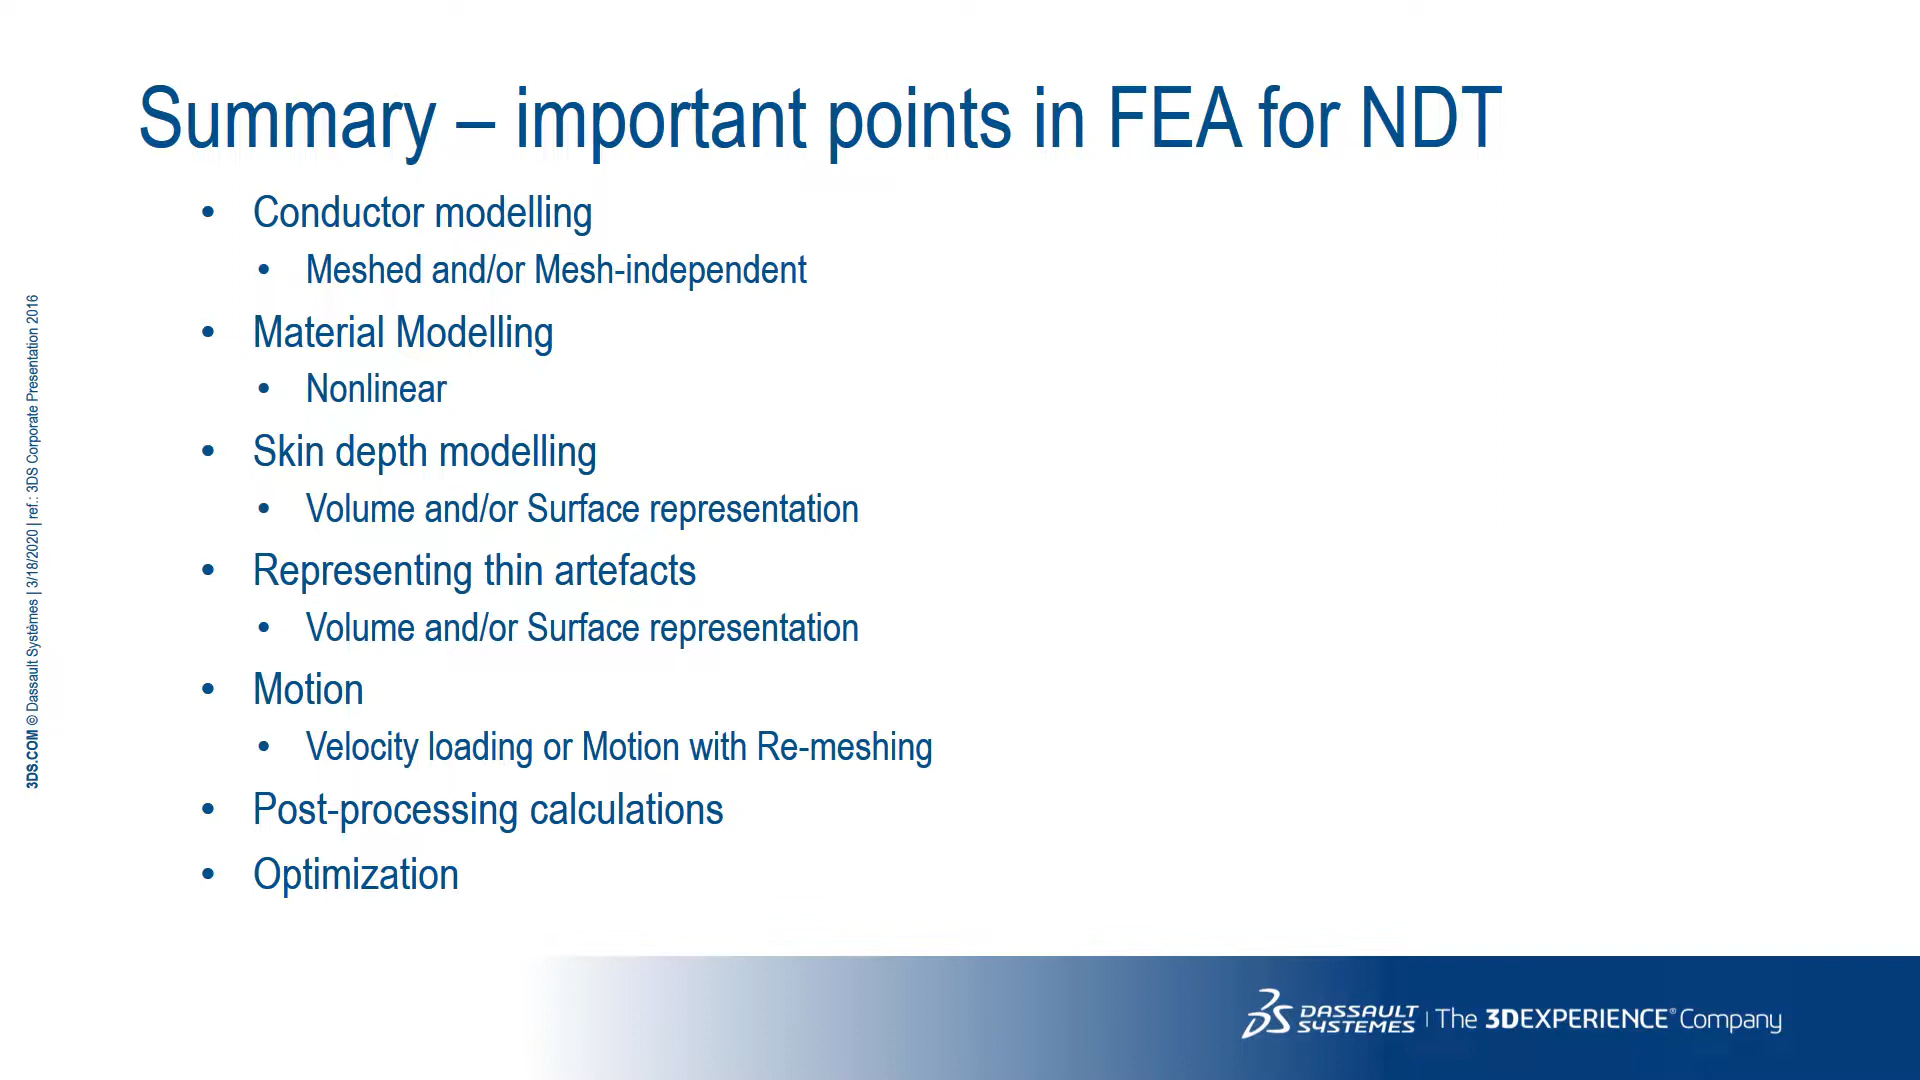 Summary – important points in FEA for NDT
• Conductor modelling
• Meshed and/or Mesh-independent
• Material Modelling
• Nonlinear
• Skin depth modelling
• Volume and/or Surface representation
• Representing thin artefacts
• Volume and/or Surface representation
• Motion
• Velocity loading or Motion with Re-meshing
• Post-processing calculations
• Optimization
3DS.COM © Dassault Systèmes | 3/18/2020 | ref.: 3DS Corporate Presentation 2016
3DS DASSAULT SYSTEMES | The 3DEXPERIENCE® Company